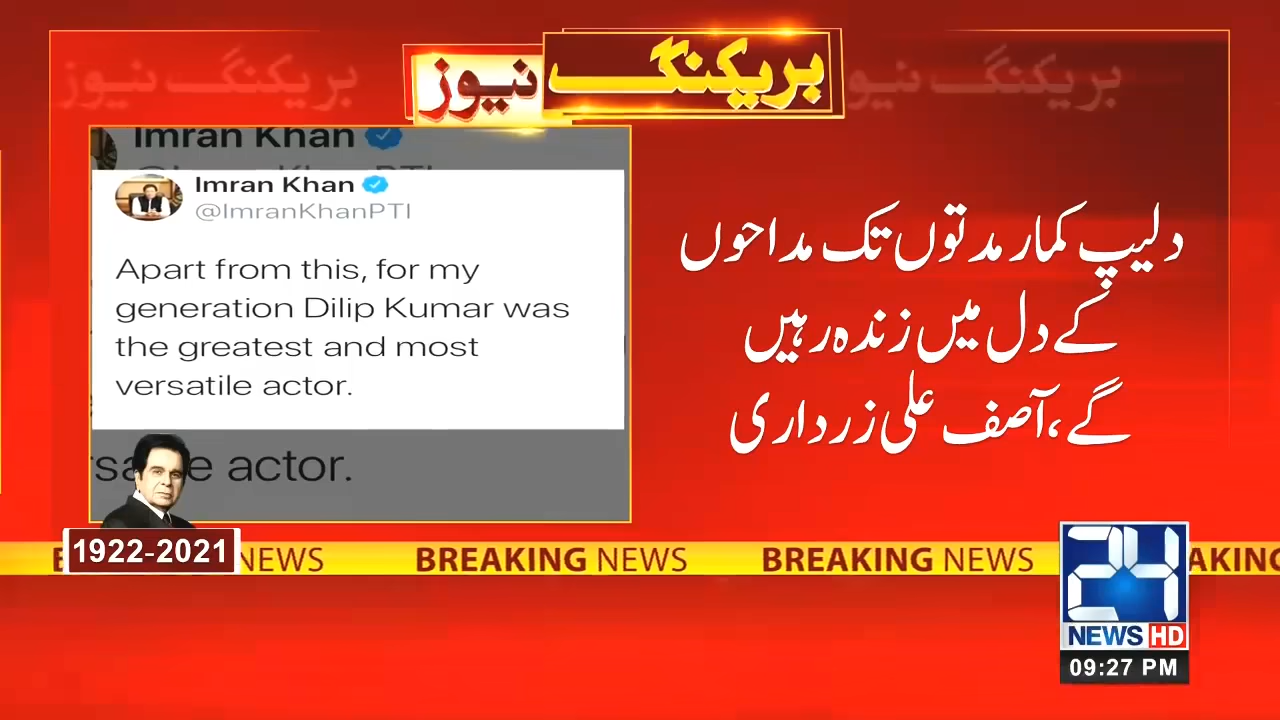 بریکنگ نیوز
بریکنگ نیوز
بریکنگ نیوز
Imran Khan
Imran Khan
@ImranKhanPTI
Apart from this, for my
generation Dilip Kumar was
the greatest and most
versatile actor.
actor.
دلیپ کمار مدتوں تک مداحوں
کے دل میں زندہ رہیں
گے، آصف علی زرداری
1922-2021
NEWS BREAKING NEWS BREAKING NEWS
24
NEWS HD
09:27 PM